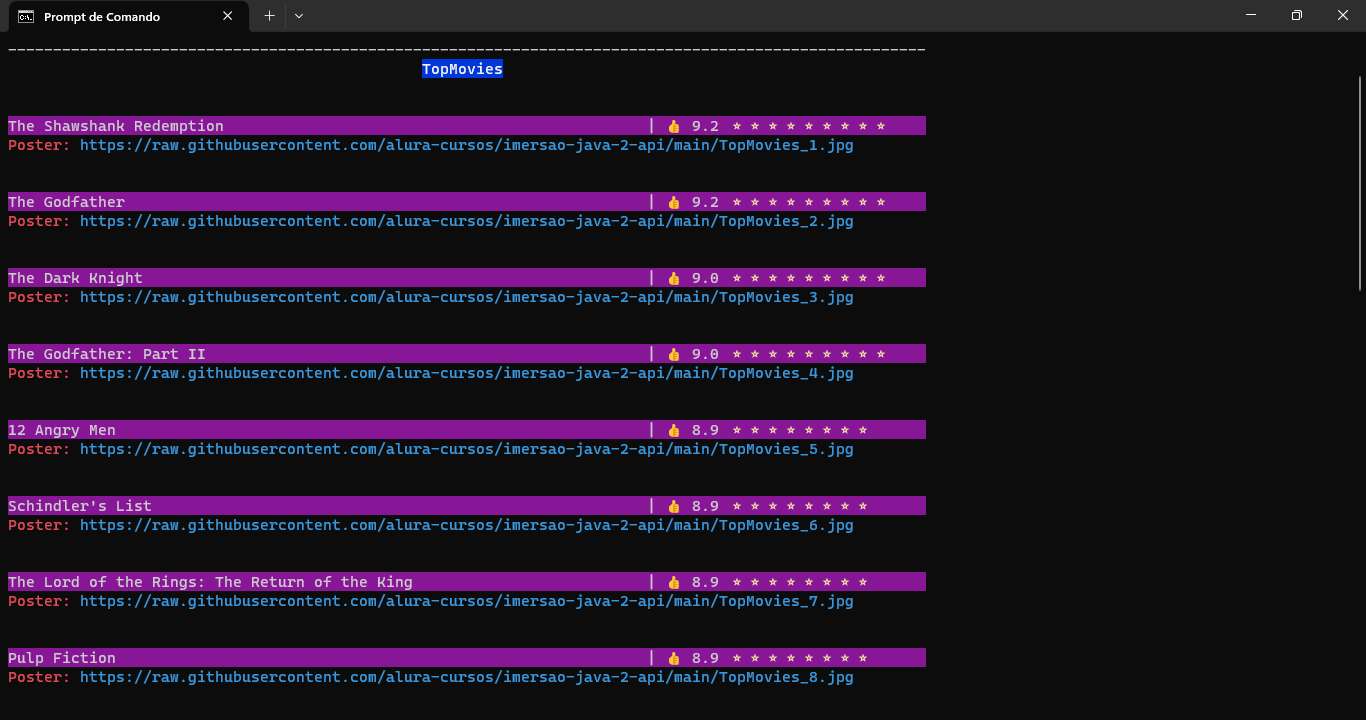 Prompt de Comando
------------------------------------------------------------------------------------------------------
TopMovies
The Shawshank Redemption | 👍 9.2 ⭐ ⭐ ⭐ ⭐ ⭐ ⭐ ⭐ ⭐ ⭐
Poster: https://raw.githubusercontent.com/alura-cursos/imersao-java-2-api/main/TopMovies_1.jpg
The Godfather | 👍 9.2 ⭐ ⭐ ⭐ ⭐ ⭐ ⭐ ⭐ ⭐ ⭐
Poster: https://raw.githubusercontent.com/alura-cursos/imersao-java-2-api/main/TopMovies_2.jpg
The Dark Knight | 👍 9.0 ⭐ ⭐ ⭐ ⭐ ⭐ ⭐ ⭐ ⭐ ⭐
Poster: https://raw.githubusercontent.com/alura-cursos/imersao-java-2-api/main/TopMovies_3.jpg
The Godfather: Part II | 👍 9.0 ⭐ ⭐ ⭐ ⭐ ⭐ ⭐ ⭐ ⭐ ⭐
Poster: https://raw.githubusercontent.com/alura-cursos/imersao-java-2-api/main/TopMovies_4.jpg
12 Angry Men | 👍 8.9 ⭐ ⭐ ⭐ ⭐ ⭐ ⭐ ⭐ ⭐
Poster: https://raw.githubusercontent.com/alura-cursos/imersao-java-2-api/main/TopMovies_5.jpg
Schindler's List | 👍 8.9 ⭐ ⭐ ⭐ ⭐ ⭐ ⭐ ⭐ ⭐
Poster: https://raw.githubusercontent.com/alura-cursos/imersao-java-2-api/main/TopMovies_6.jpg
The Lord of the Rings: The Return of the King | 👍 8.9 ⭐ ⭐ ⭐ ⭐ ⭐ ⭐ ⭐ ⭐
Poster: https://raw.githubusercontent.com/alura-cursos/imersao-java-2-api/main/TopMovies_7.jpg
Pulp Fiction | 👍 8.9 ⭐ ⭐ ⭐ ⭐ ⭐ ⭐ ⭐ ⭐
Poster: https://raw.githubusercontent.com/alura-cursos/imersao-java-2-api/main/TopMovies_8.jpg